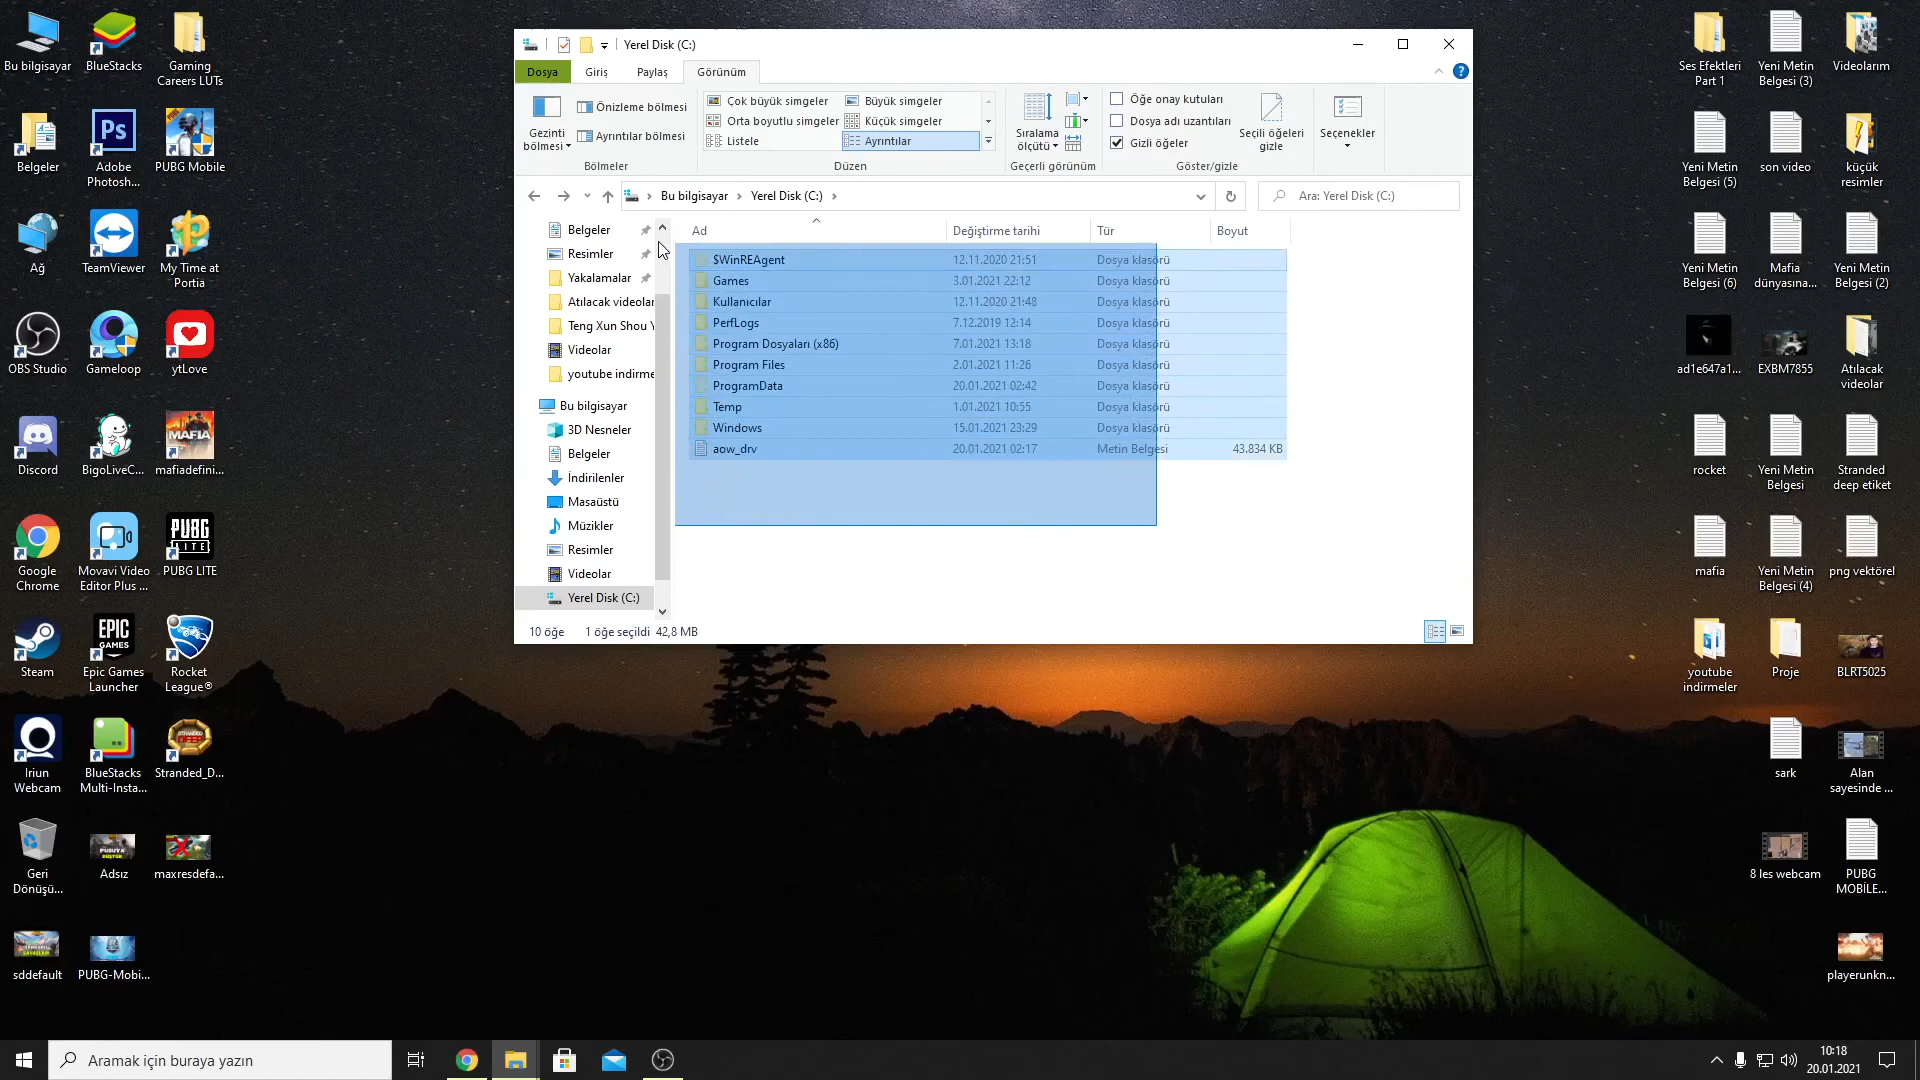 Bu bilgisayar
BlueStacks
Gaming
Careers LUTs
Belgeler
Adobe
Photosh...
PUBG Mobile
Ağ
TeamViewer
My Time at
Portia
OBS Studio
Gameloop
ytLove
Discord
BigoLiveC...
mafiadefini...
Google
Chrome
Movavi Video
Editor Plus ...
PUBG LITE
Steam
Epic Games
Launcher
Rocket
League®
Iriun
Webcam
BlueStacks
Multi-Insta...
Stranded_D...
Geri
Dönüşü...
Adsız
maxresdefa...
sddefault
PUBG-Mobi...
Yerel Disk (C:)
Dosya
Giriş
Paylaş
Görünüm
Gezinti
bölmesi
Önizleme bölmesi
Ayrıntılar bölmesi
Bölmeler
Çok büyük simgeler
Büyük simgeler
Orta boyutlu simgeler
Küçük simgeler
Listele
Ayrıntılar
Düzen
Sıralama
ölçütü
Geçerli görünüm
Öğe onay kutuları
Dosya adı uzantıları
Gizli öğeler
Seçili öğeleri
gizle
Göster/gizle
Seçenekler
Bu bilgisayar
Yerel Disk (C:)
Ara: Yerel Disk (C:)
Belgeler
Resimler
Yakalamalar
Atılacak videolar
Teng Xun Shou Y
Videolar
youtube indirme
Bu bilgisayar
3D Nesneler
Belgeler
İndirilenler
Masaüstü
Müzikler
Resimler
Videolar
Yerel Disk (C:)
Ad Değiştirme tarihi Tür Boyut
$WinREAgent 12.11.2020 21:51 Dosya klasörü
Games 3.01.2021 22:12 Dosya klasörü
Kullanıcılar 12.11.2020 21:48 Dosya klasörü
PerfLogs 7.12.2019 12:14 Dosya klasörü
Program Dosyaları (x86) 7.01.2021 13:18 Dosya klasörü
Program Files 2.01.2021 11:26 Dosya klasörü
ProgramData 20.01.2021 02:42 Dosya klasörü
Temp 1.01.2021 10:55 Dosya klasörü
Windows 15.01.2021 23:29 Dosya klasörü
aow_drv 20.01.2021 02:17 Metin Belgesi 43.834 KB
10 öğe 1 öğe seçildi 42,8 MB
Ses Efektleri
Part 1
Yeni Metin
Belgesi (3)
Videolarım
Yeni Metin
Belgesi (5)
son video
küçük
resimler
Yeni Metin
Belgesi (6)
Mafia
dünyasına...
Yeni Metin
Belgesi (2)
ad1e647a1...
EXBM7855
Atılacak
videolar
rocket
Yeni Metin
Belgesi
Stranded
deep etiket
mafia
Yeni Metin
Belgesi (4)
png vektörel
youtube
indirmeler
Proje
BLRT5025
sark
Alan
sayesinde ...
8 les webcam
PUBG
MOBİLE...
playerunkn...
Aramak için buraya yazın
10:18
20.01.2021